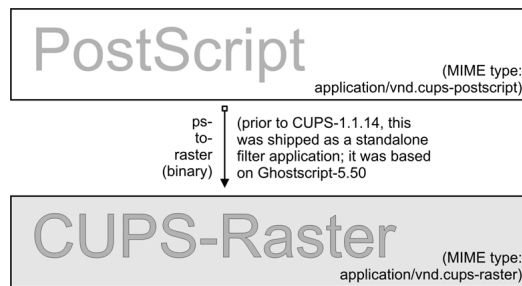 PostScript
(MIME type:
application/vnd.cups-postscript)
ps-
to-
raster
(binary)
(prior to CUPS-1.1.14, this
was shipped as a standalone
filter application; it was based
on Ghostscript-5.50
CUPS-Raster
(MIME type:
application/vnd.cups-raster)